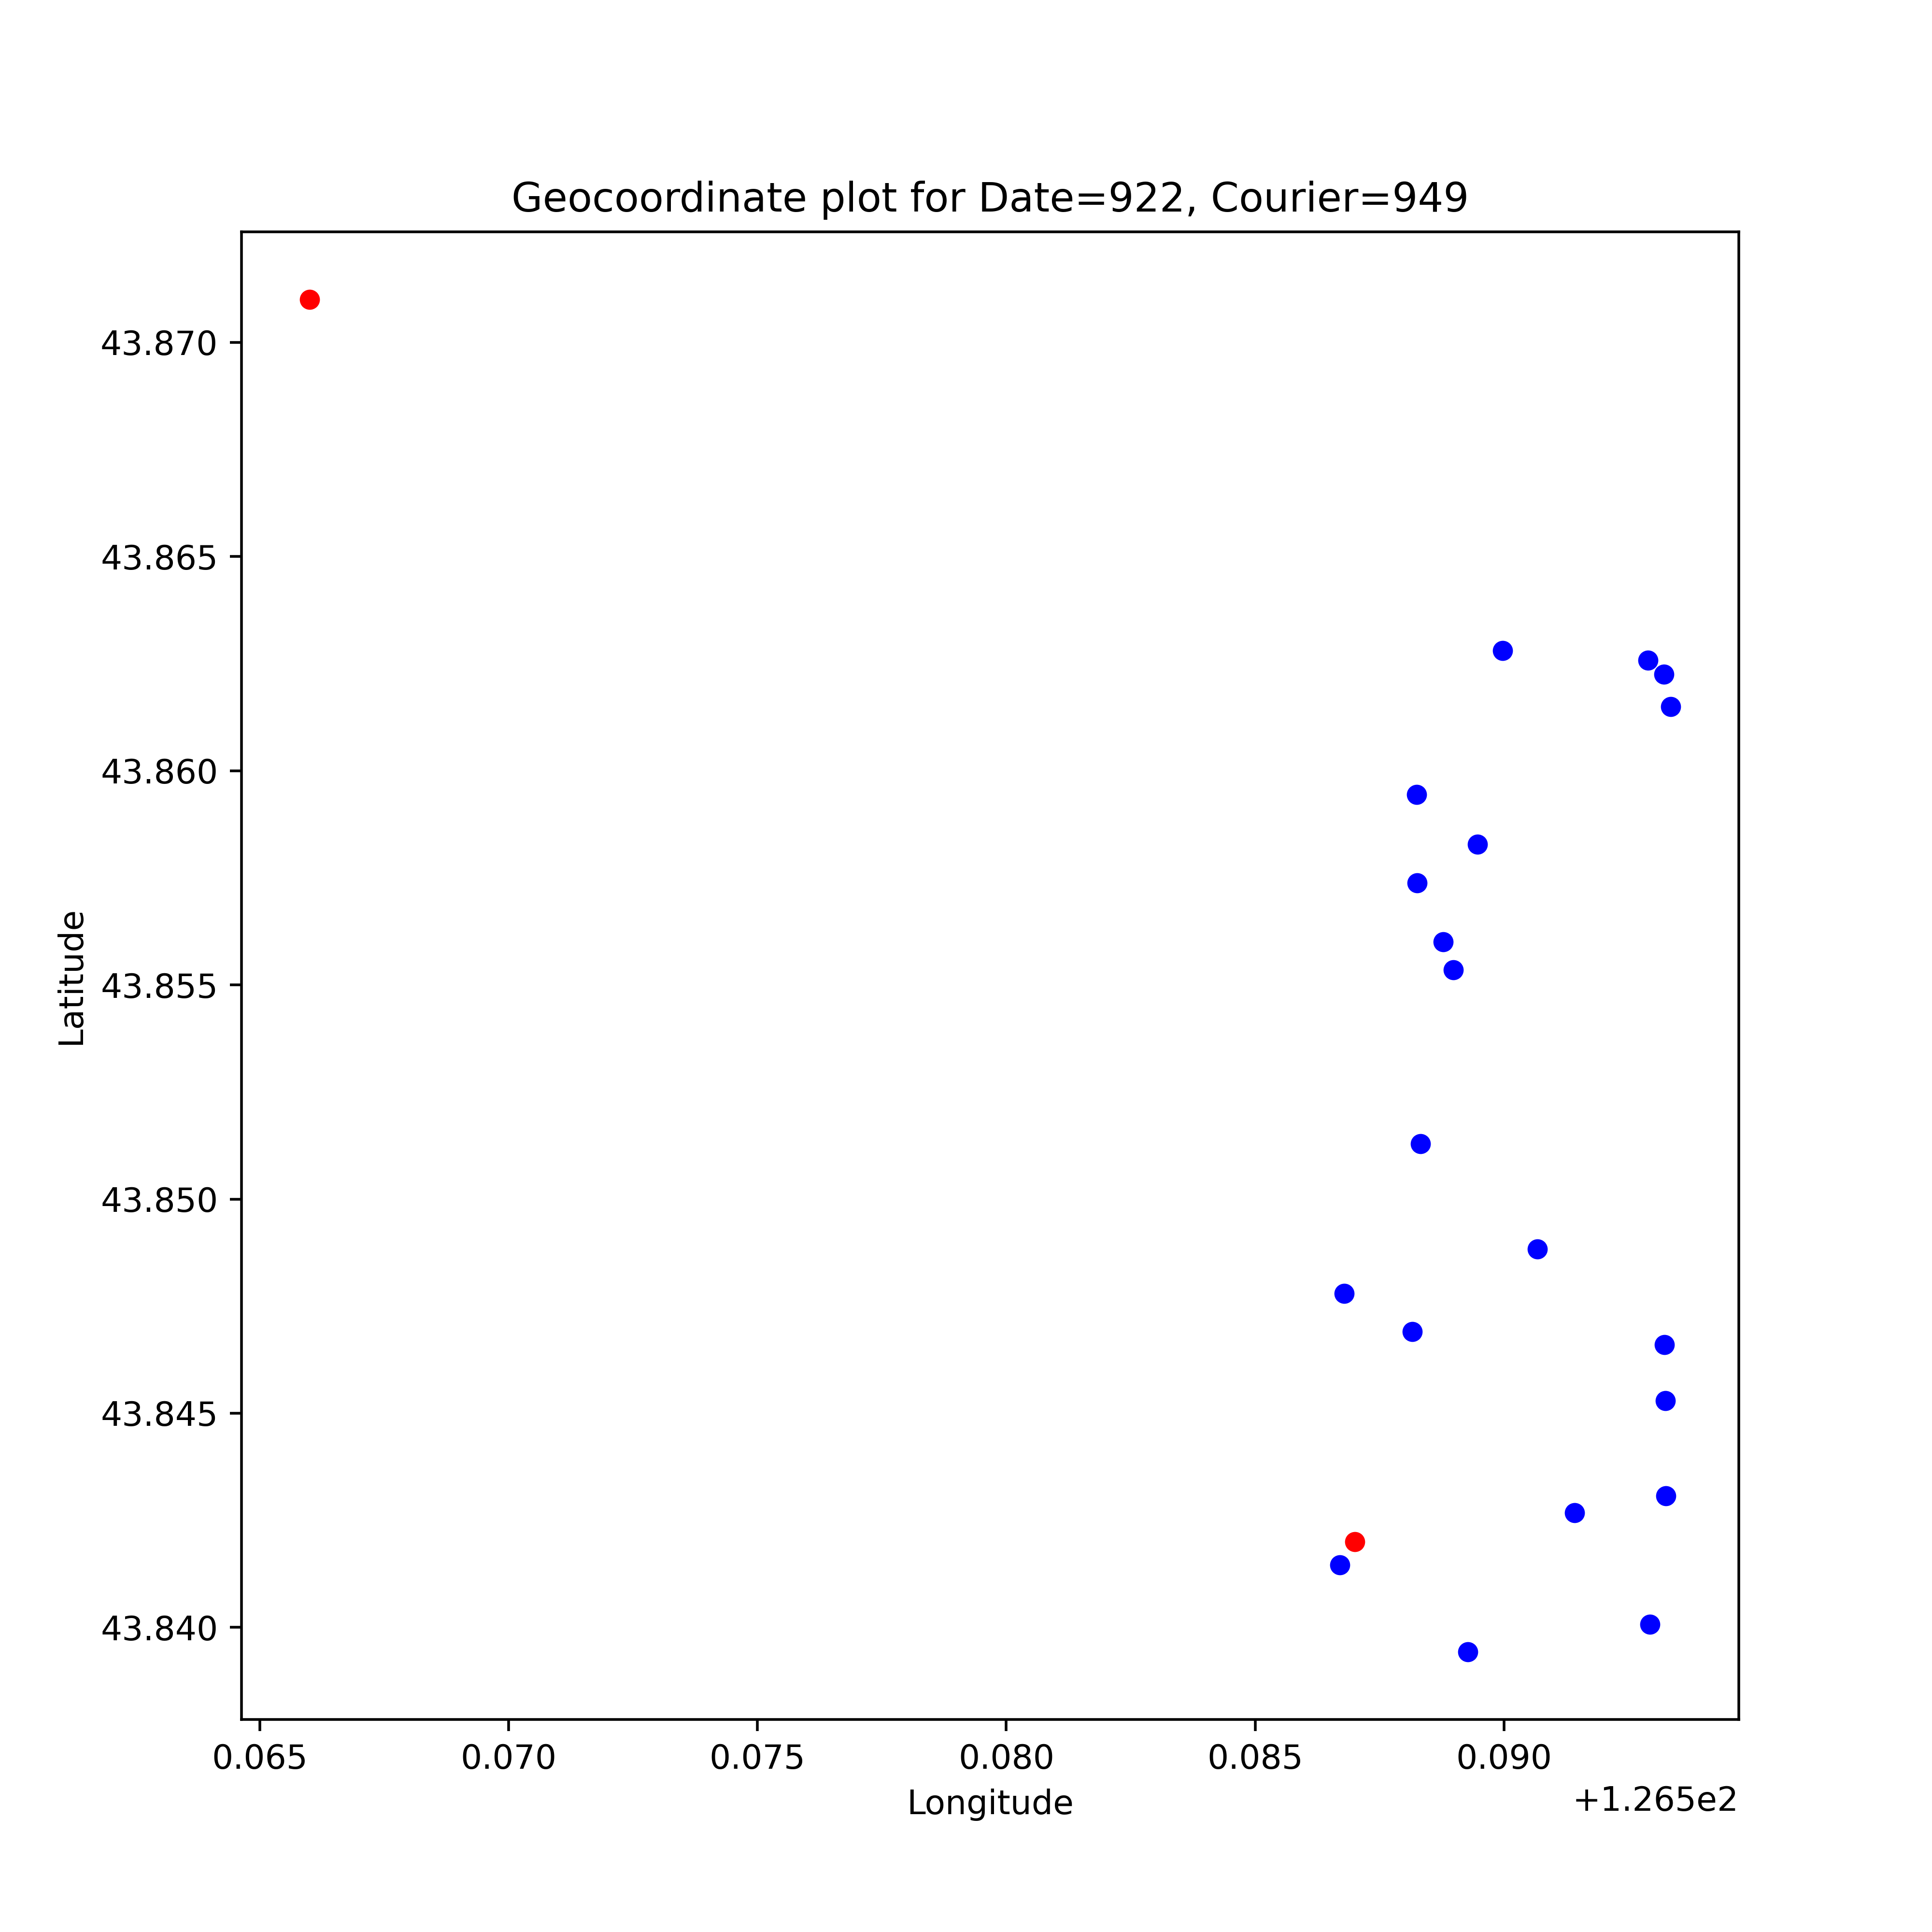 Geocoordinate plot for Date=922, Courier=949
43.870
43.865
43.860
43.855
43.850
43.845
43.840
Latitude
0.065 0.070 0.075 0.080 0.085 0.090
Longitude
+1.265e2